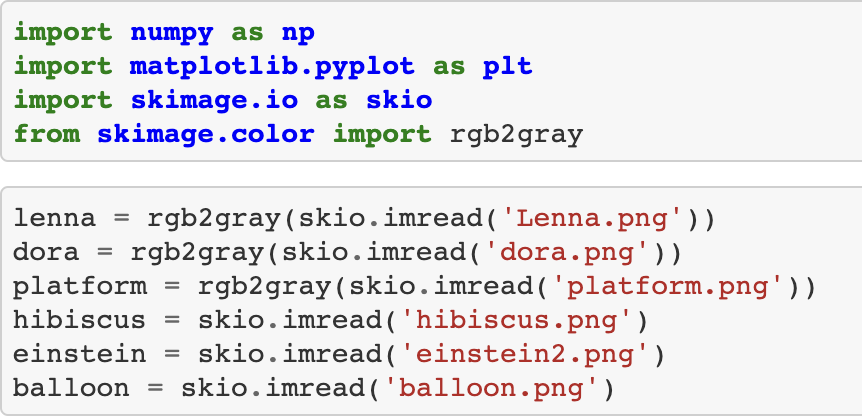 import numpy as np
import matplotlib.pyplot as plt
import skimage.io as skio
from skimage.color import rgb2gray
lenna = rgb2gray(skio.imread('Lenna.png'))
dora = rgb2gray(skio.imread('dora.png'))
platform = rgb2gray(skio.imread('platform.png'))
hibiscus = skio.imread('hibiscus.png')
einstein = skio.imread('einstein2.png')
balloon = skio.imread('balloon.png')